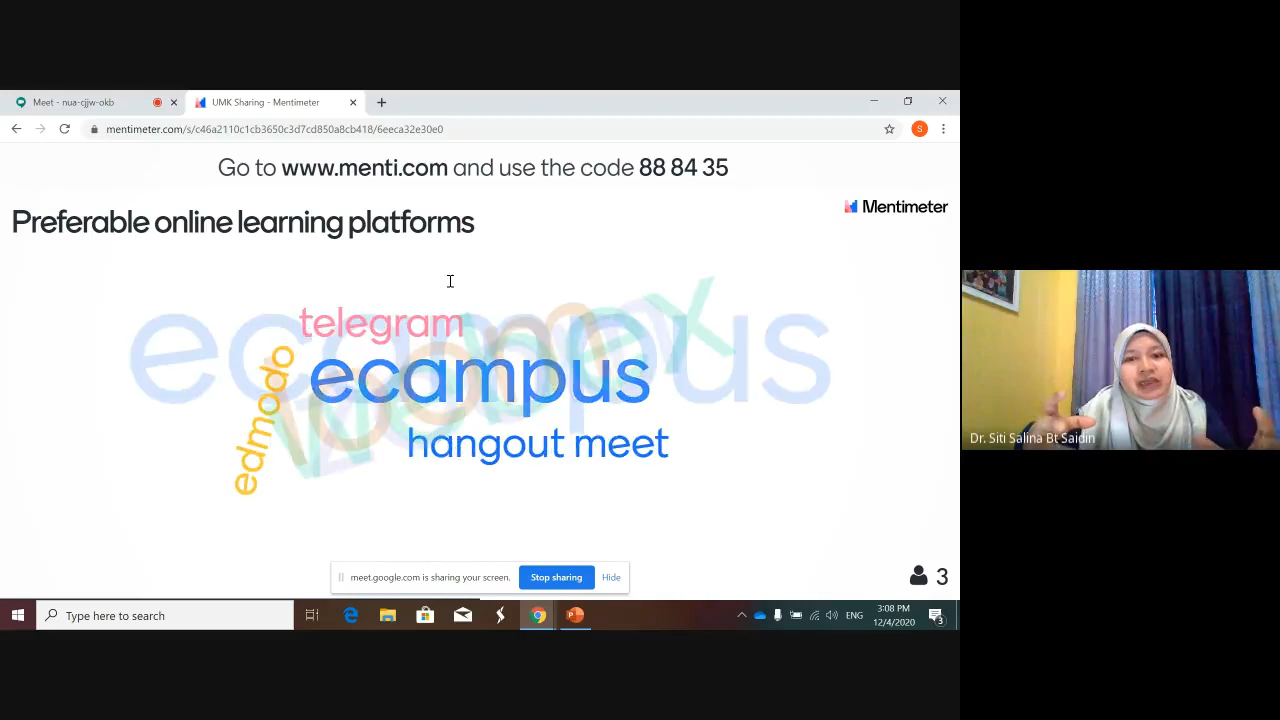 Meet - nua-cjjw-okb
UMK Sharing - Mentimeter
mentimeter.com/s/c46a2110c1cb3650c3d7cd850a8cb418/6eeca32e30e0
S
Go to www.menti.com and use the code 88 84 35
Mentimeter
Preferable online learning platforms
ecampus
telegram
ecampus
edmodo
hangout meet
Dr. Siti Salina Bt Saidin
meet.google.com is sharing your screen.
Stop sharing
Hide
3
Type here to search
ENG
3:08 PM
12/4/2020
3